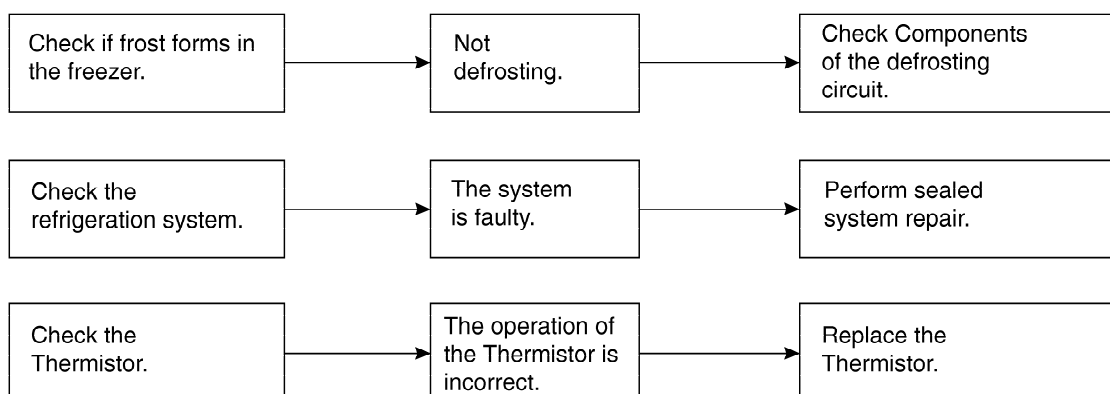 Check if frost forms in
the freezer.
Not
defrosting.
Check Components
of the defrosting
circuit.
Check the
refrigeration system.
The system
is faulty.
Perform sealed
system repair.
Check the
Thermistor.
The operation of
the Thermistor is
incorrect.
Replace the
Thermistor.